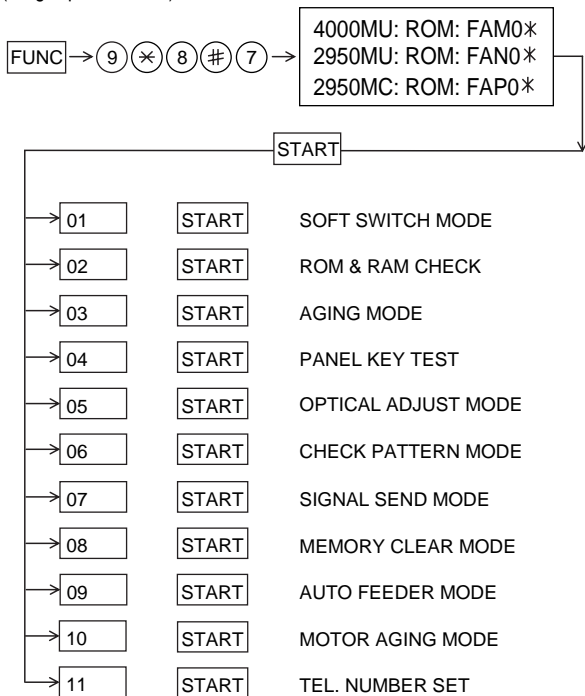 FUNC 9 * 8 # 7
4000MU: ROM: FAM0*
2950MU: ROM: FAN0*
2950MC: ROM: FAP0*
START
01 START SOFT SWITCH MODE
02 START ROM & RAM CHECK
03 START AGING MODE
04 START PANEL KEY TEST
05 START OPTICAL ADJUST MODE
06 START CHECK PATTERN MODE
07 START SIGNAL SEND MODE
08 START MEMORY CLEAR MODE
09 START AUTO FEEDER MODE
10 START MOTOR AGING MODE
11 START TEL. NUMBER SET